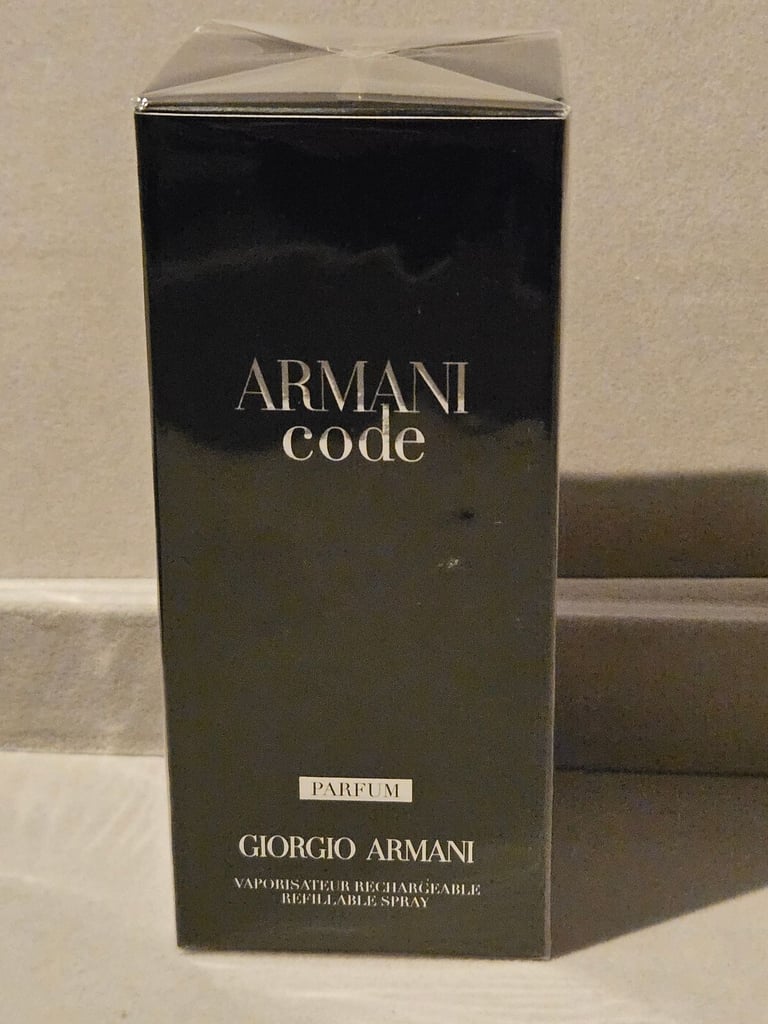 ARMANI
code
PARFUM
GIORGIO ARMANI
VAPORISATEUR RECHARGEABLE
REFILLABLE SPRAY